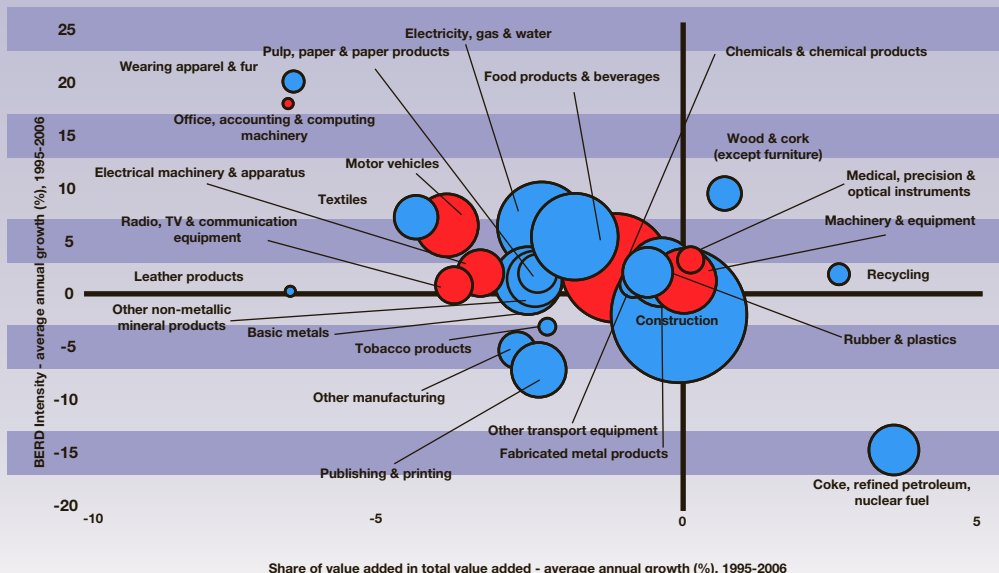 Electricity, gas & water
25
Pulp, paper & paper products
Chemicals & chemical products
Wearing apparel & fur
Food products & beverages
20
Office, accounting & computing
machinery
15
Wood & cork
(except furniture)
Motor vehicles
Electrical machinery & apparatus
Medical, precision &
optical instruments
10
Textiles
Radio, TV & communication
equipment
Machinery & equipment
5
Leather products
Recycling
0
Other non-metallic
mineral products
Construction
Basic metals
Rubber & plastics
Tobacco products
-5
Other manufacturing
-10
Other transport equipment
Fabricated metal products
-15
Publishing & printing
Coke, refined petroleum,
nuclear fuel
-20
BERD Intensity - average annual growth (%), 1995-2006
-10
-5
0
5
Share of value added in total value added - average annual growth (%), 1995-2006